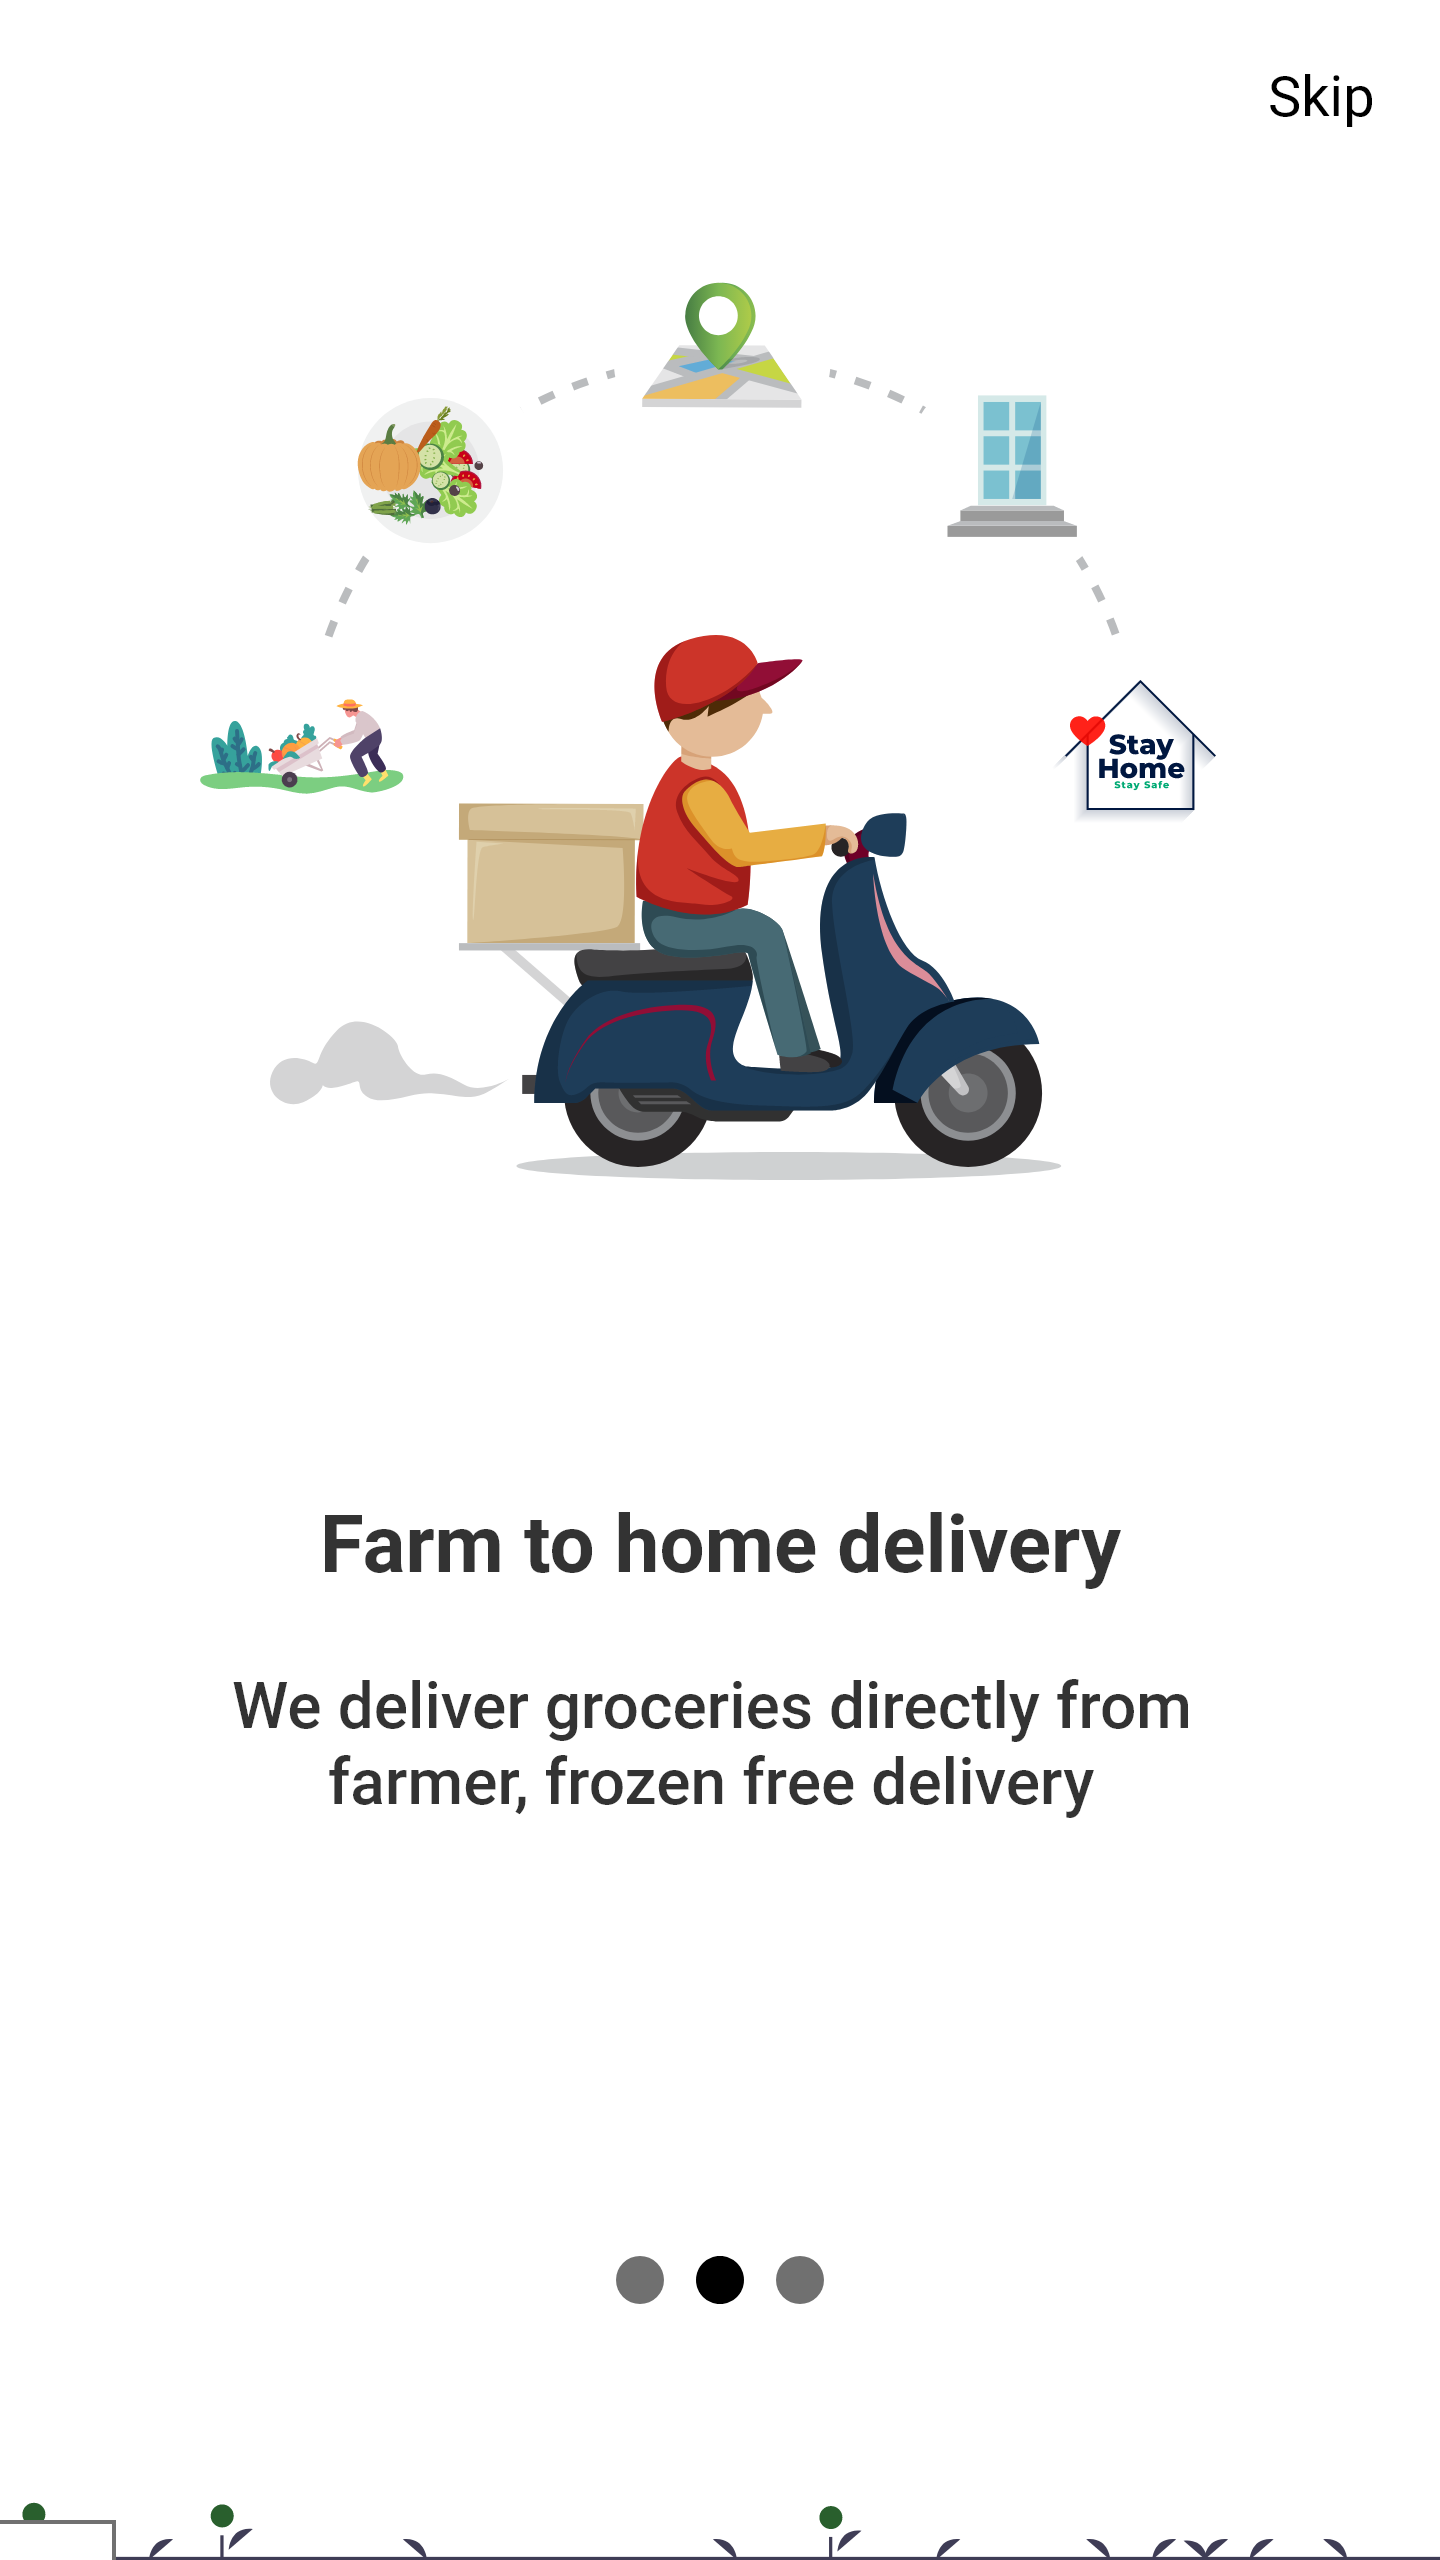 Skip
Stay
Home
Stay Safe
Farm to home delivery
We deliver groceries directly from
farmer, frozen free delivery